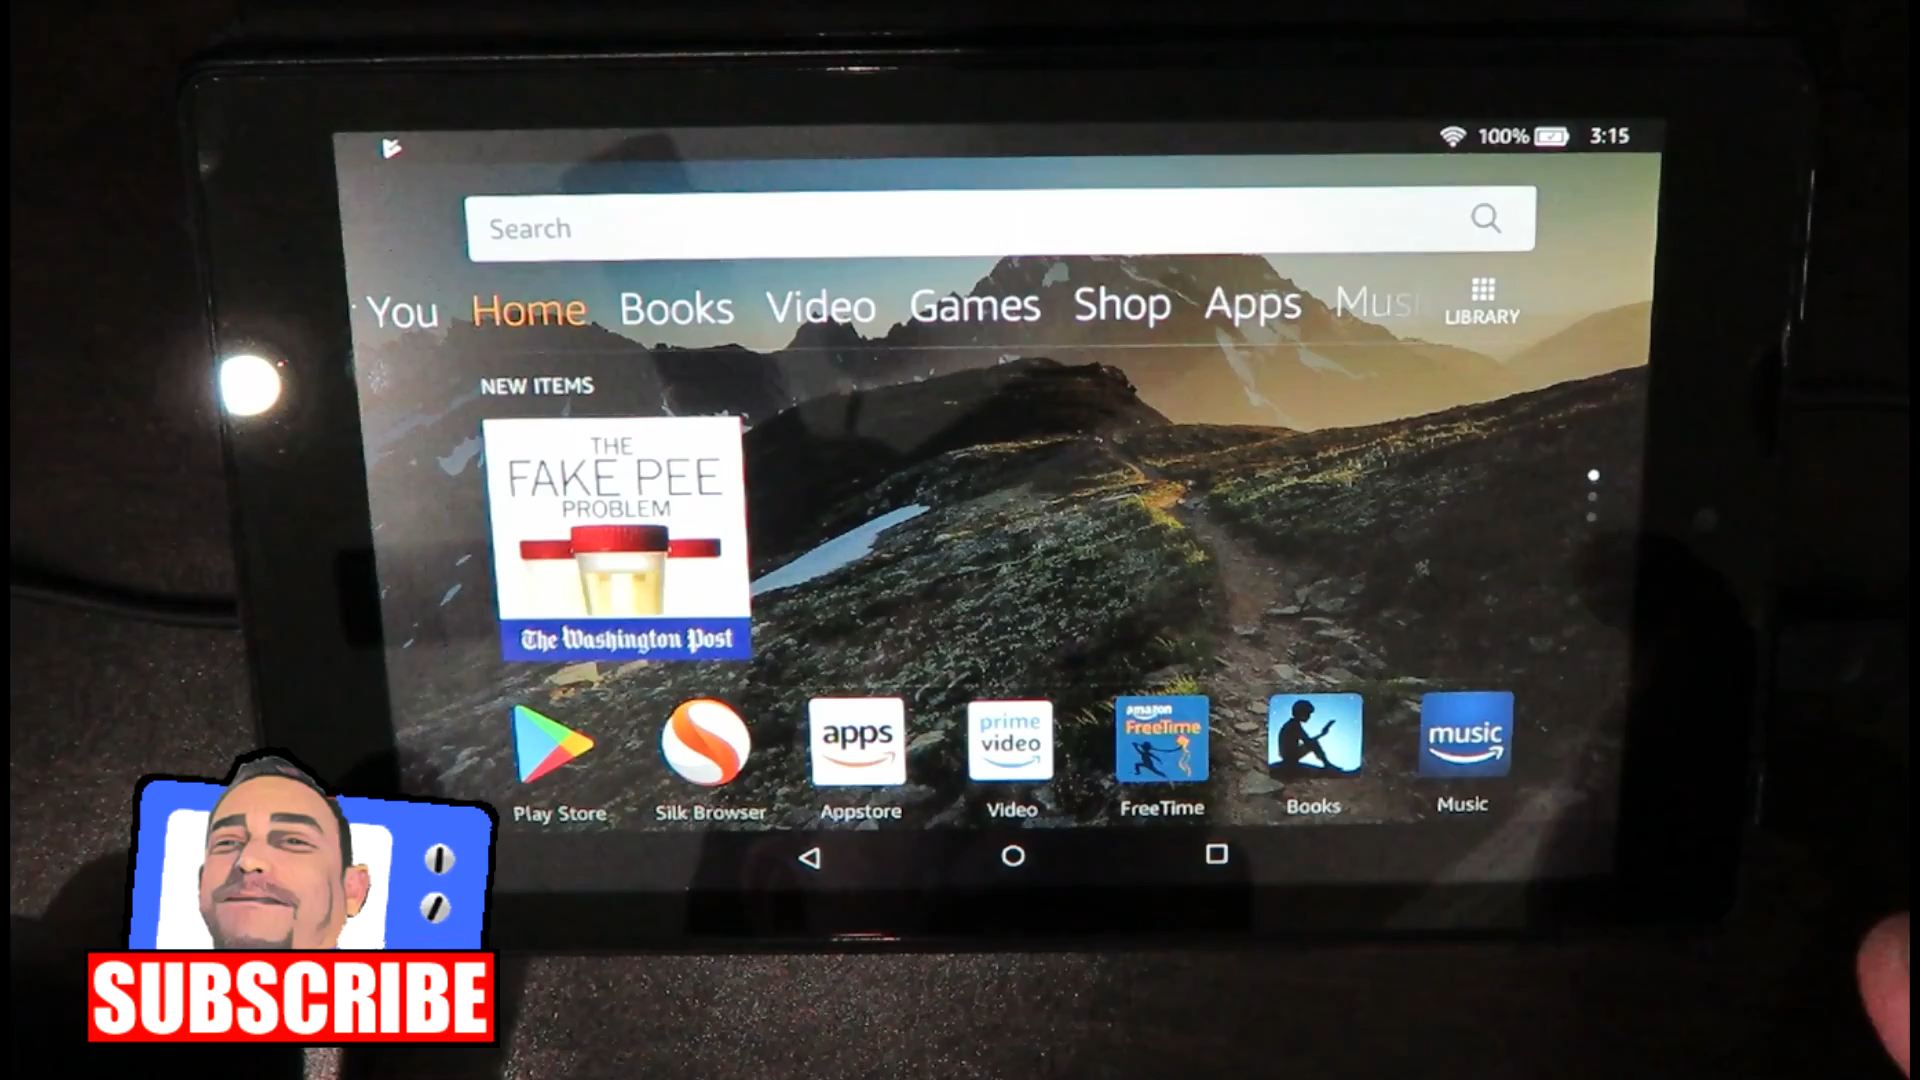 100% 3:15
Search
You Home Books Video Games Shop Apps Musi
LIBRARY
NEW ITEMS
THE
FAKE PEE
PROBLEM
The Washington Post
apps
prime
video
amazon
FreeTime
music
Play Store Silk Browser Appstore Video FreeTime Books Music
SUBSCRIBE